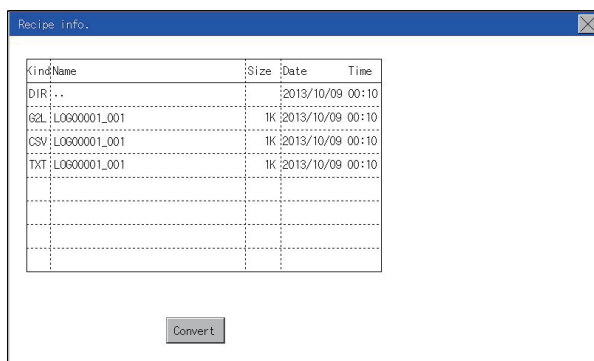 Recipe info.
Kind Name Size Date Time
DIR .. 2013/10/09 00:10
G2L LOG00001_001 1K 2013/10/09 00:10
CSV LOG00001_001 1K 2013/10/09 00:10
TXT LOG00001_001 1K 2013/10/09 00:10
Convert